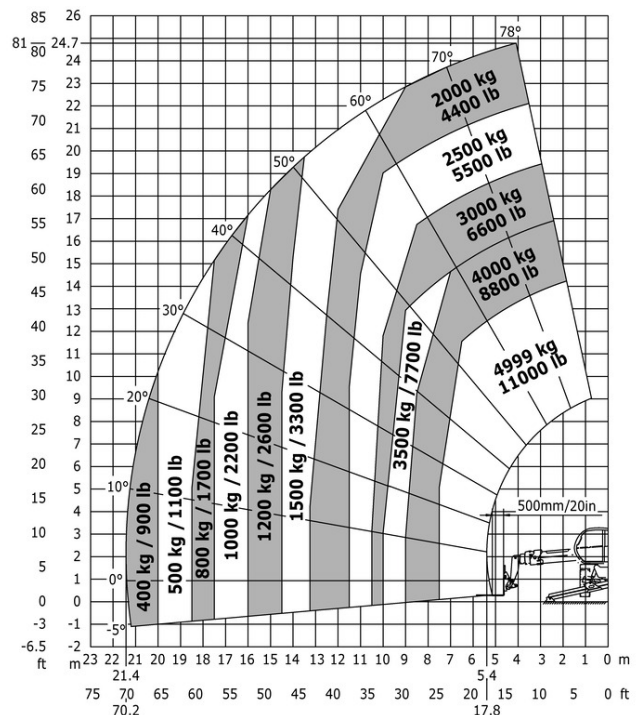 85 26
81 24.7
80 24
75 23
22
70 21
20
65 19
60 18
17
55 16
50 15
14
45 13
40 12
11
35 10
30 9
8
25 7
20 6
5
15 4
10 3
2
5 1
0 0
-1
-6.5 -2
ft m
78°
70°
60°
50°
40°
30°
20°
10°
0°
-5°
2000 kg
4400 lb
2500 kg
5500 lb
3000 kg
6600 lb
4000 kg
8800 lb
4999 kg
11000 lb
400 kg / 900 lb
500 kg / 1100 lb
800 kg / 1700 lb
1000 kg / 2200 lb
1200 kg / 2600 lb
1500 kg / 3300 lb
3500 kg / 7700 lb
500mm/20in
23 22 21 20 19 18 17 16 15 14 13 12 11 10 9 8 7 6 5 4 3 2 1 0 m
21.4 5.4
75 70 65 60 55 50 45 40 35 30 25 20 15 10 5 0 ft
70.2 17.8